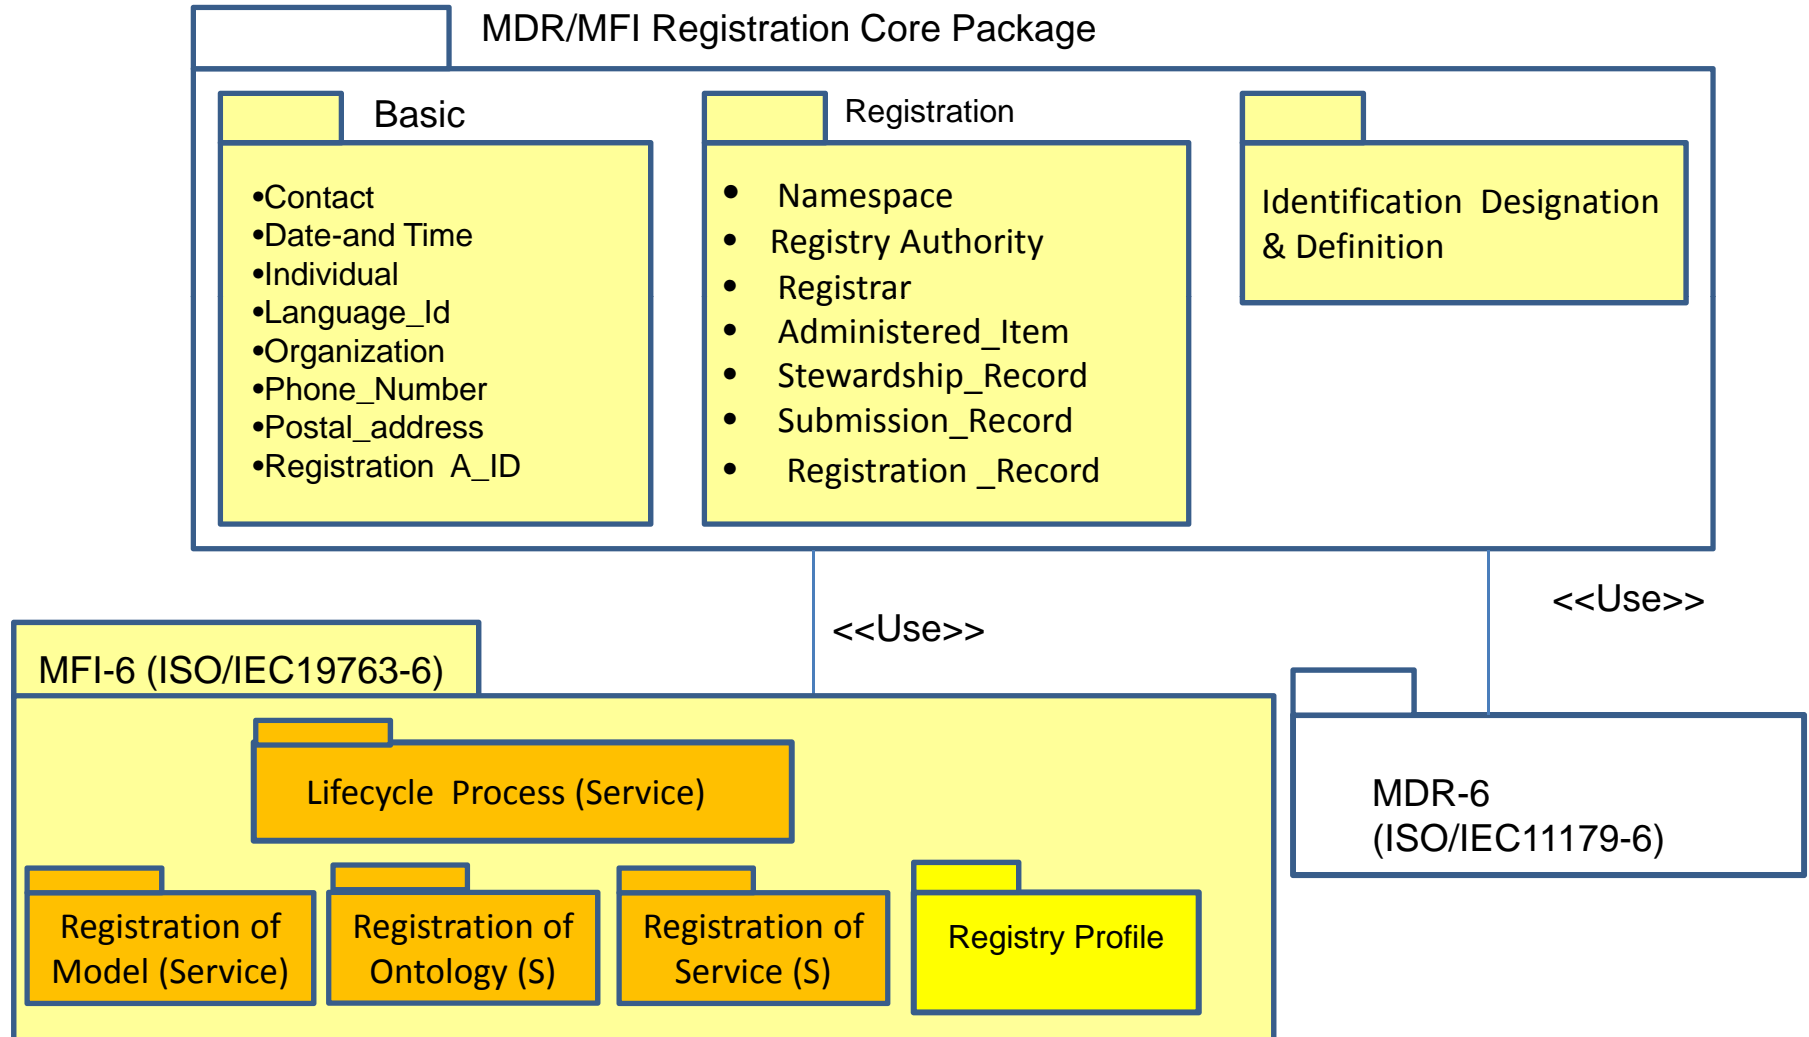 MDR/MFI Registration Core Package
Basic
•Contact
•Date-and Time
•Individual
•Language_Id
•Organization
•Phone_Number
•Postal_address
•Registration A_ID
Registration
• Namespace
• Registry Authority
• Registrar
• Administered_Item
• Stewardship_Record
• Submission_Record
• Registration _Record
Identification Designation
& Definition
<<Use>>
<<Use>>
MFI-6 (ISO/IEC19763-6)
Lifecycle Process (Service)
Registration of
Model (Service)
Registration of
Ontology (S)
Registration of
Service (S)
Registry Profile
MDR-6
(ISO/IEC11179-6)